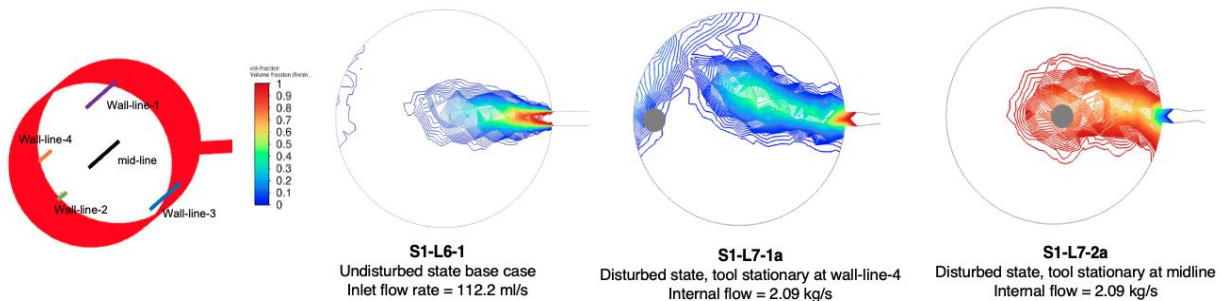 Wall-line-1
Wall-line-4
mid-line
Wall-line-2
Wall-line-3
vol-fraction
1
0.9
0.8
0.7
0.6
0.5
0.4
0.3
0.2
0.1
0
S1-L6-1
Undisturbed state base case
Inlet flow rate = 112.2 ml/s
S1-L7-1a
Disturbed state, tool stationary at wall-line-4
Internal flow = 2.09 kg/s
S1-L7-2a
Disturbed state, tool stationary at midline
Internal flow = 2.09 kg/s